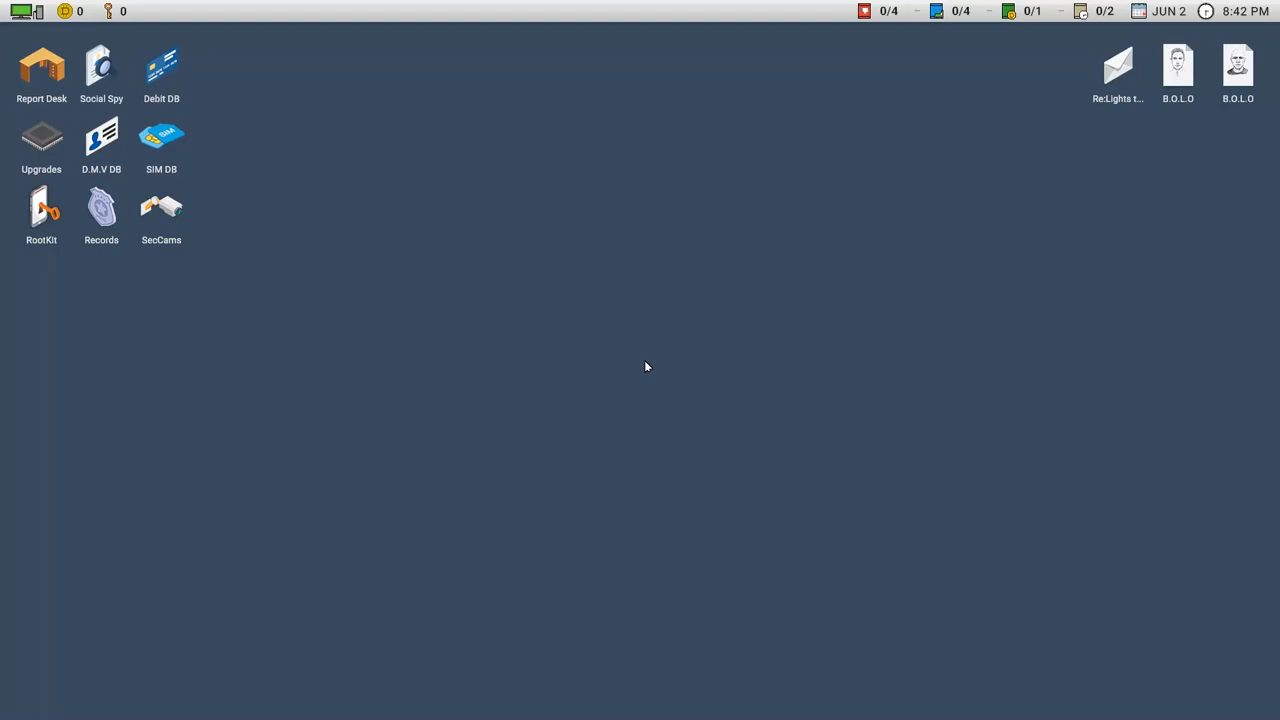 0 0 0/4 - 0/4 - 0/1 - 0/2 JUN 2 8:42 PM
Report Desk Social Spy Debit DB Re:Lights t... B.O.L.O B.O.L.O
Upgrades D.M.V DB SIM SIM DB
RootKit Records SecCams